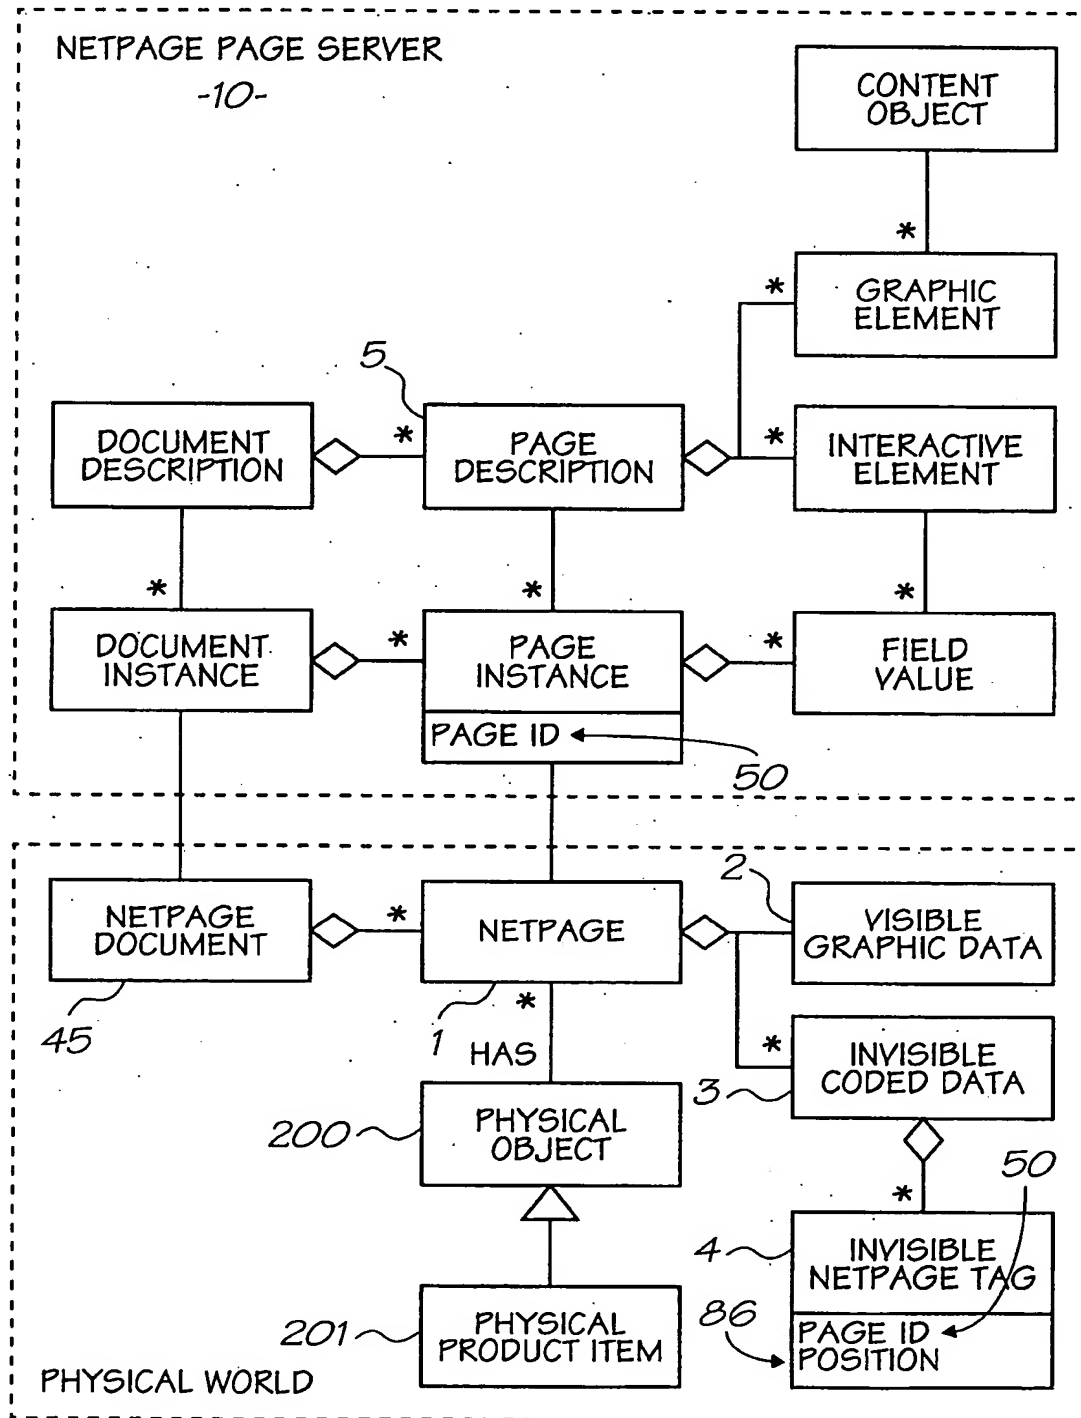 NETPAGE PAGE SERVER
-10-
CONTENT
OBJECT
*
GRAPHIC
ELEMENT
*
5
DOCUMENT
DESCRIPTION
*
PAGE
DESCRIPTION
*
INTERACTIVE
ELEMENT
*
*
*
DOCUMENT
INSTANCE
*
PAGE
INSTANCE
*
FIELD
VALUE
PAGE ID
50
NETPAGE
DOCUMENT
*
NETPAGE
2
VISIBLE
GRAPHIC DATA
45
1
*
HAS
*
3
INVISIBLE
CODED DATA
200
PHYSICAL
OBJECT
*
50
4
INVISIBLE
NETPAGE TAG
201
PHYSICAL
PRODUCT ITEM
86
PAGE ID
POSITION
PHYSICAL WORLD